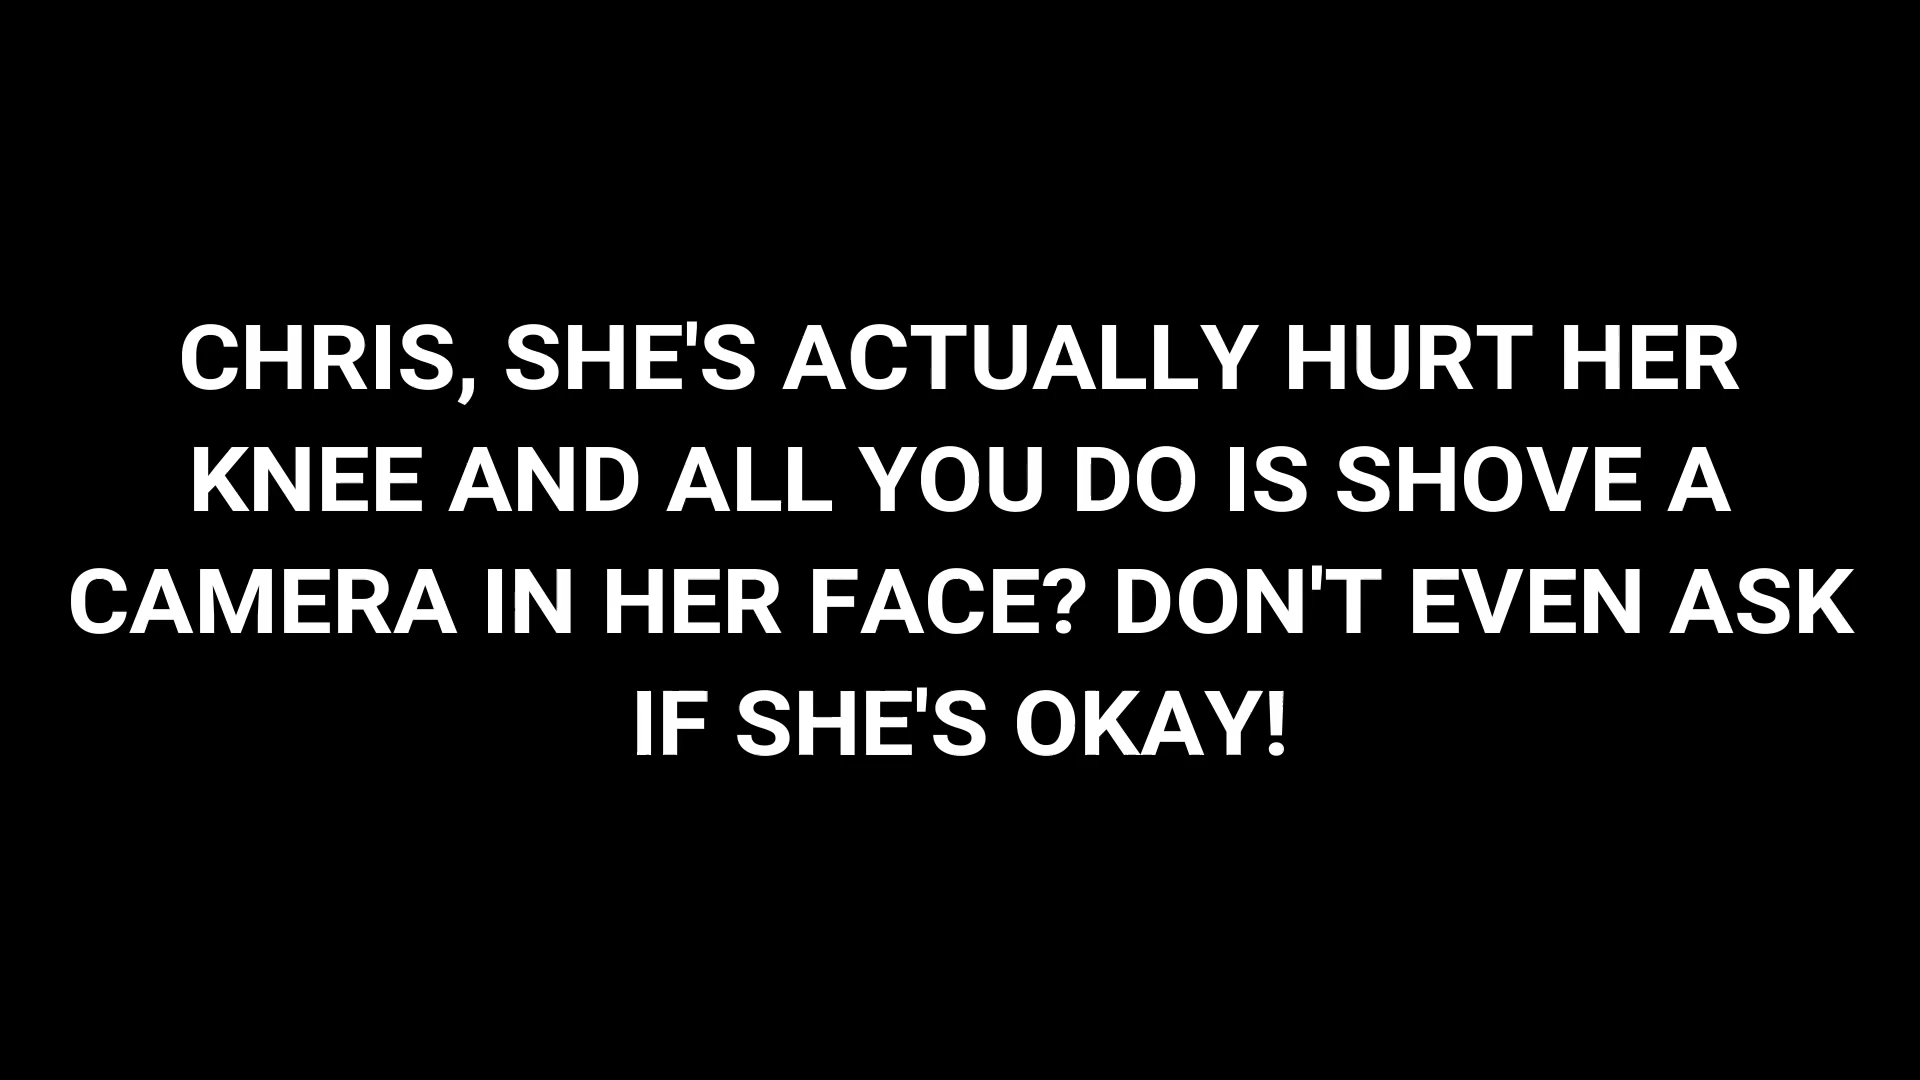 CHRIS, SHE'S ACTUALLY HURT HER
KNEE AND ALL YOU DO IS SHOVE A
CAMERA IN HER FACE? DON'T EVEN ASK
IF SHE'S OKAY!